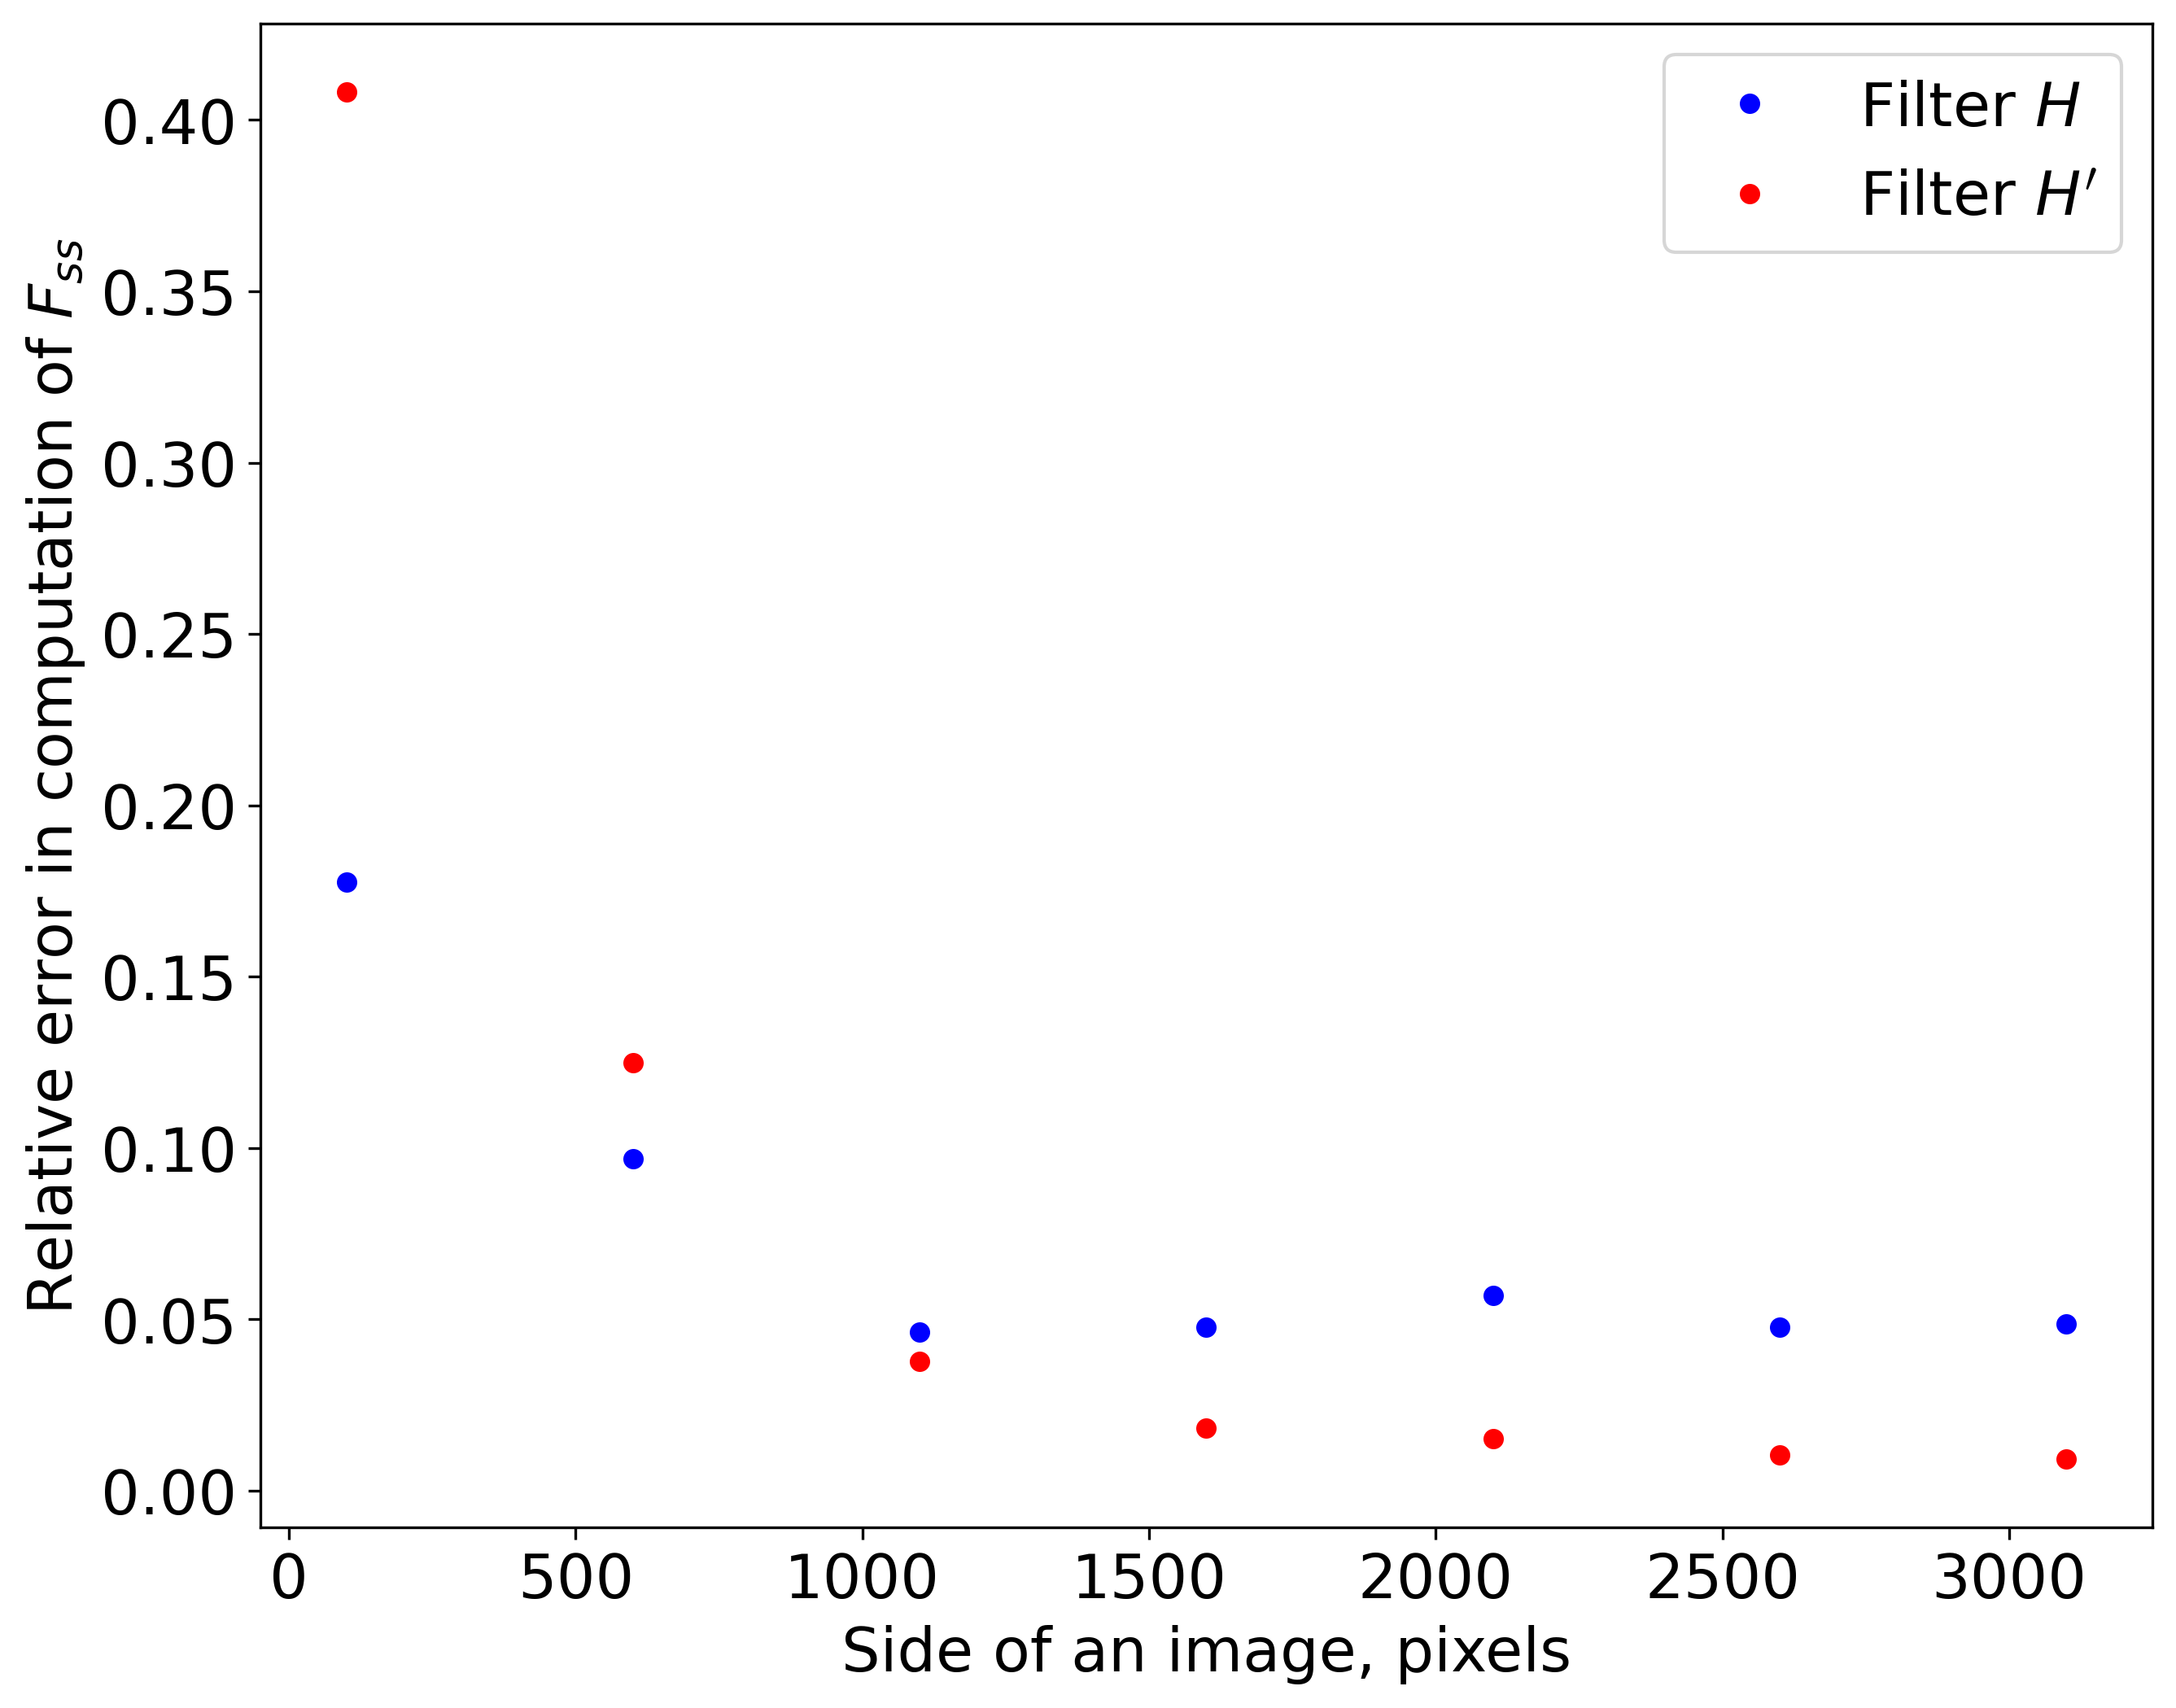 Filter H
Filter H′
Relative error in computation of F_ss
0.40
0.35
0.30
0.25
0.20
0.15
0.10
0.05
0.00
0 500 1000 1500 2000 2500 3000
Side of an image, pixels